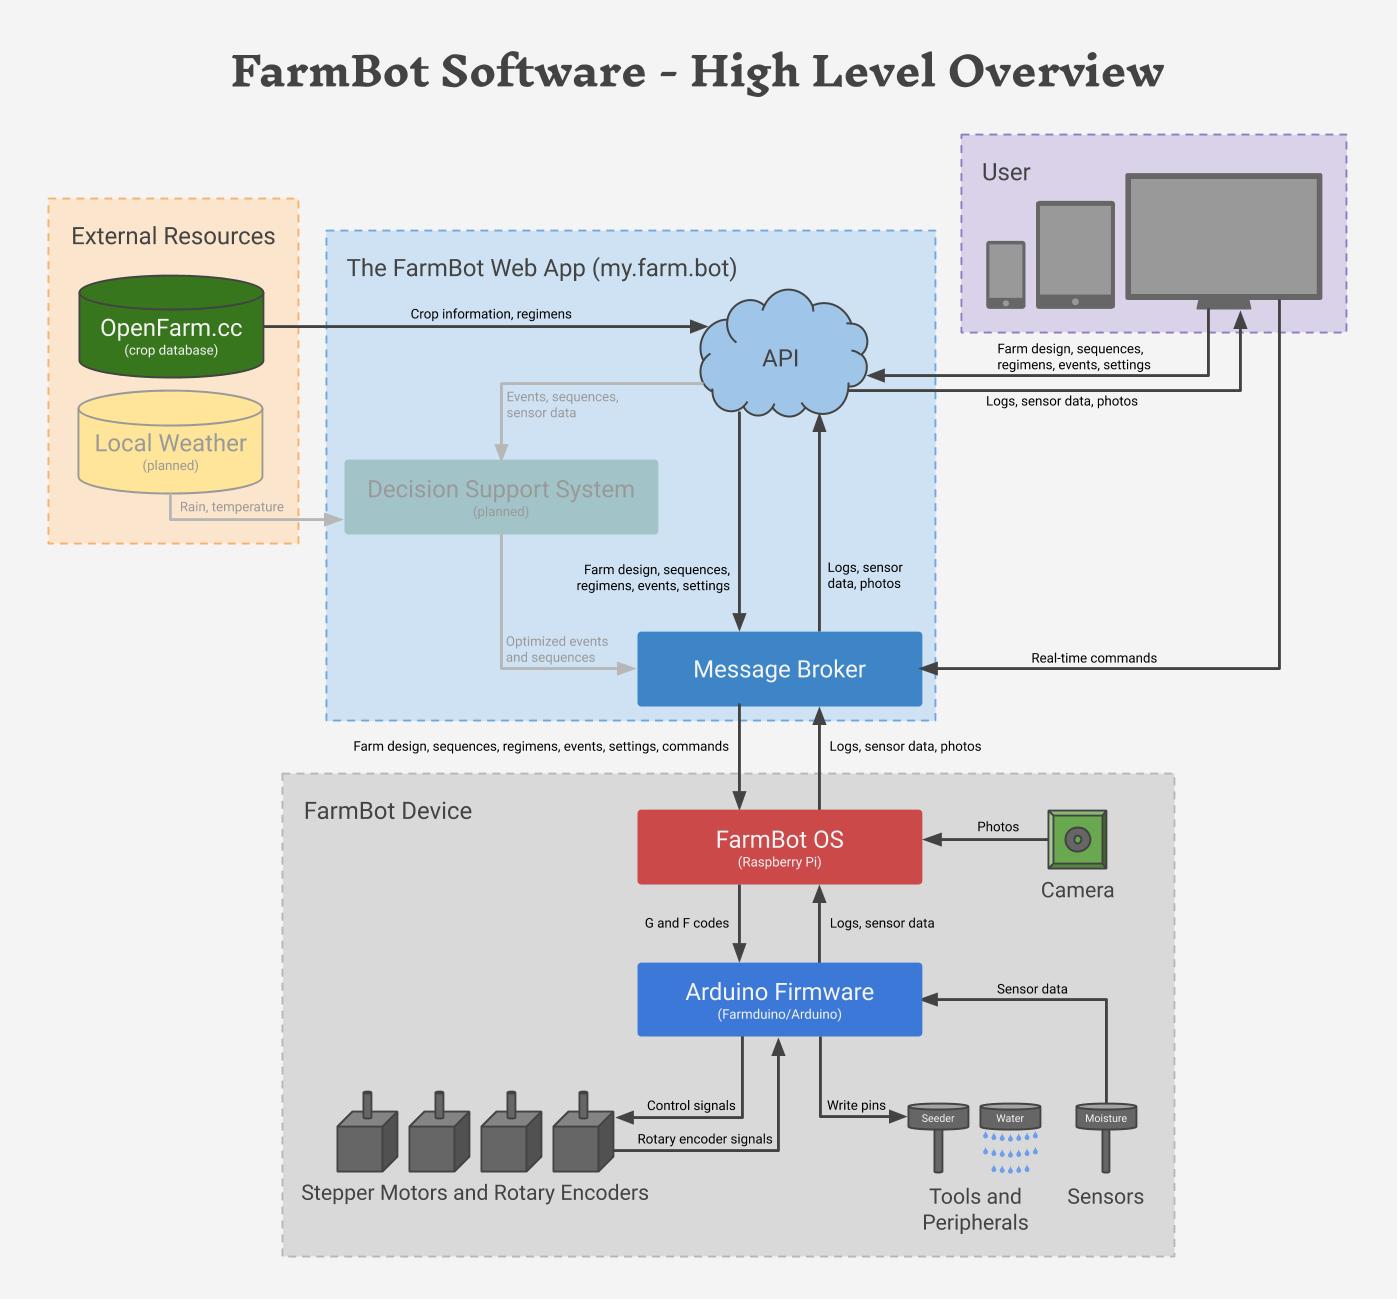 FarmBot Software - High Level Overview
User
External Resources
The FarmBot Web App (my.farm.bot)
OpenFarm.cc
(crop database)
Crop information, regimens
API
Farm design, sequences,
regimens, events, settings
Logs, sensor data, photos
Events, sequences,
sensor data
Local Weather
(planned)
Rain, temperature
Decision Support System
(planned)
Farm design, sequences,
regimens, events, settings
Logs, sensor
data, photos
Optimized events
and sequences
Message Broker
Real-time commands
Farm design, sequences, regimens, events, settings, commands
Logs, sensor data, photos
FarmBot Device
FarmBot OS
(Raspberry Pi)
Photos
Camera
G and F codes
Logs, sensor data
Arduino Firmware
(Farmduino/Arduino)
Sensor data
Control signals
Write pins
Rotary encoder signals
Seeder
Water
Moisture
Stepper Motors and Rotary Encoders
Tools and
Peripherals
Sensors